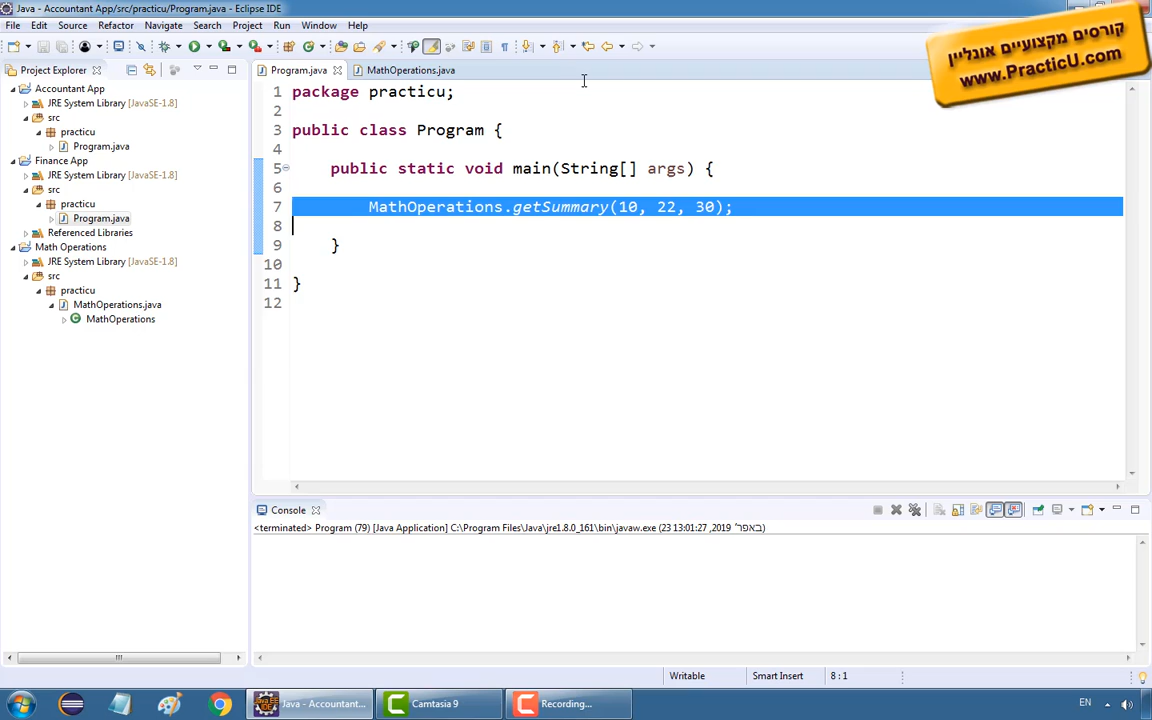 Java - Accountant App/src/practicu/Program.java - Eclipse IDE
File Edit Source Refactor Navigate Search Project Run Window Help
קורסים מקצועיים אונליין
www.PracticU.com
Project Explorer
Program.java
MathOperations.java
Accountant App
JRE System Library [JavaSE-1.8]
src
practicu
Program.java
Finance App
JRE System Library [JavaSE-1.8]
src
practicu
Program.java
Referenced Libraries
Math Operations
JRE System Library [JavaSE-1.8]
src
practicu
MathOperations.java
MathOperations
1 package practicu;
2
3 public class Program {
4
5 public static void main(String[] args) {
6
7 MathOperations.getSummary(10, 22, 30);
8
9 }
10
11 }
12
Console
<terminated> Program (79) [Java Application] C:\Program Files\Java\jre1.8.0_161\bin\javaw.exe (23 באפר׳ 2019, 13:01:27)
Writable Smart Insert 8 : 1
Java - Accountant... Camtasia 9 Recording... EN